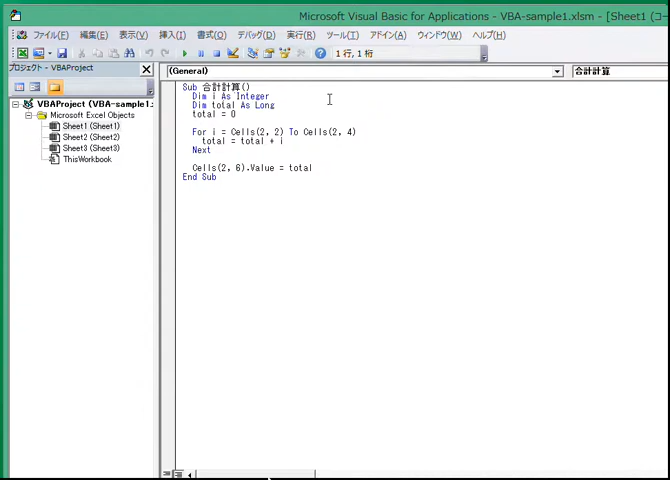 Microsoft Visual Basic for Applications - VBA-sample1.xlsm - [Sheet1 (コー
ファイル(F) 編集(E) 表示(V) 挿入(I) 書式(O) デバッグ(D) 実行(R) ツール(T) アドイン(A) ウィンドウ(W) ヘルプ(H)
1 行, 1 桁
プロジェクト - VBAProject
(General)
合計計算
VBAProject (VBA-sample1.
Microsoft Excel Objects
Sheet1 (Sheet1)
Sheet2 (Sheet2)
Sheet3 (Sheet3)
ThisWorkbook
Sub 合計計算()
Dim i As Integer
Dim total As Long
total = 0
For i = Cells(2, 2) To Cells(2, 4)
total = total + i
Next
Cells(2, 6).Value = total
End Sub